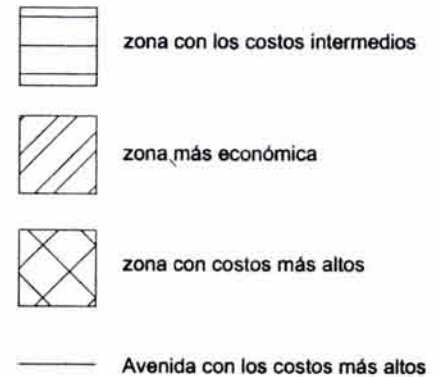 zona con los costos intermedios
zona más económica
zona con costos más altos
Avenida con los costos más altos